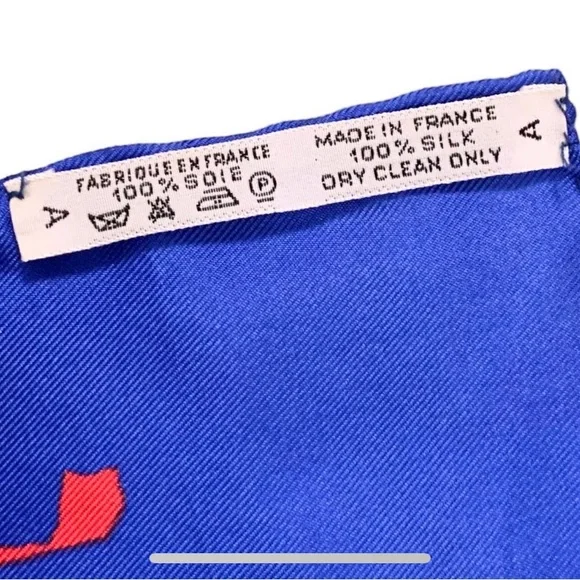 A
FABRIQUE EN FRANCE
100% SOIE
P
MADE IN FRANCE
100% SILK
DRY CLEAN ONLY
A